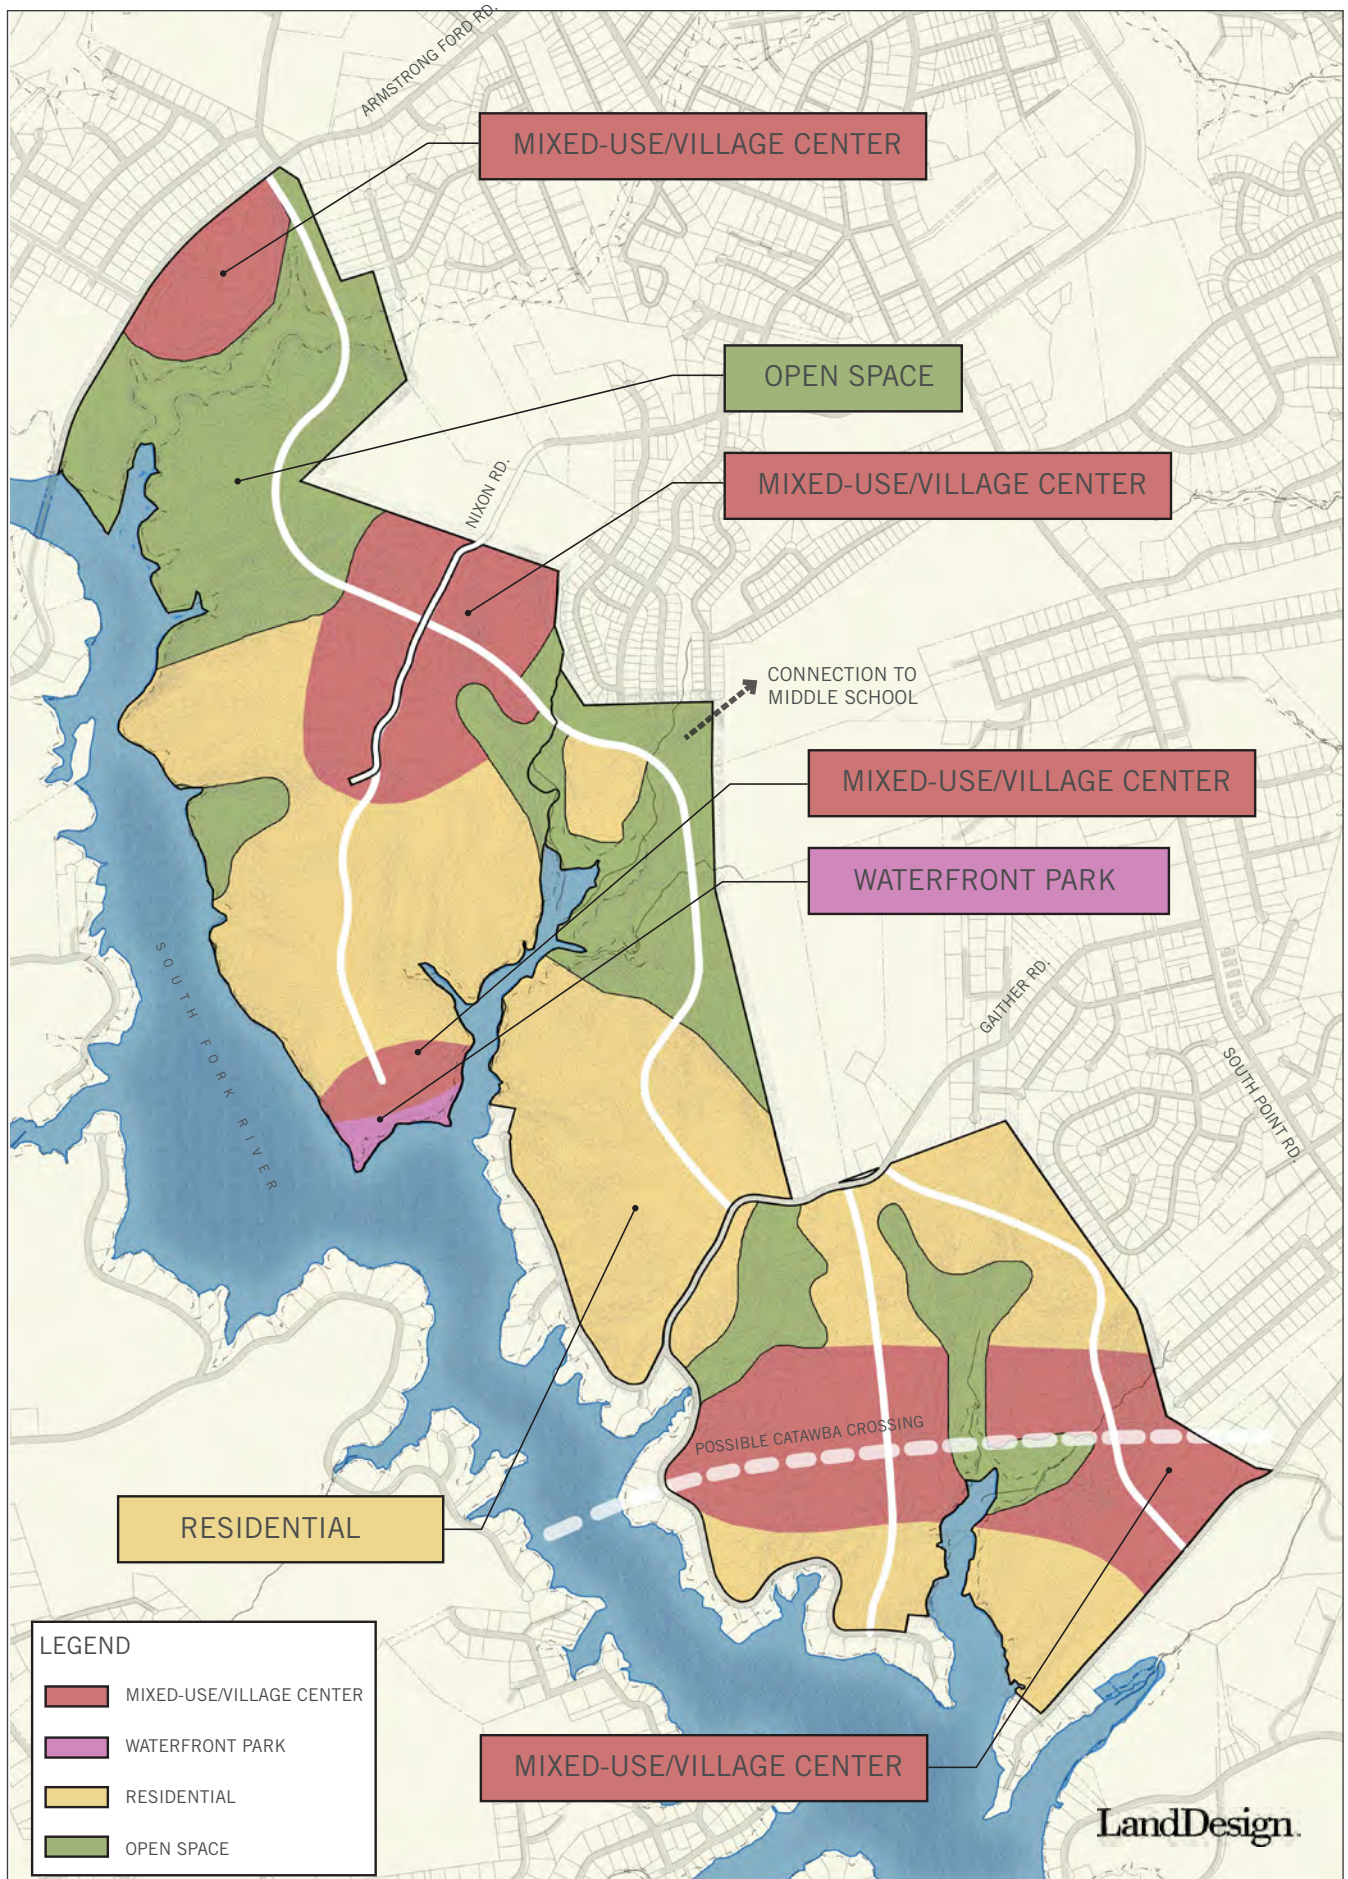 ARMSTRONG FORD RD.
MIXED-USE/VILLAGE CENTER
OPEN SPACE
MIXED-USE/VILLAGE CENTER
NIXON RD.
CONNECTION TO
MIDDLE SCHOOL
MIXED-USE/VILLAGE CENTER
WATERFRONT PARK
SOUTH FORK RIVER
GAITHER RD.
SOUTH POINT RD.
POSSIBLE CATAWBA CROSSING
RESIDENTIAL
LEGEND
MIXED-USE/VILLAGE CENTER
WATERFRONT PARK
RESIDENTIAL
OPEN SPACE
MIXED-USE/VILLAGE CENTER
LandDesign.